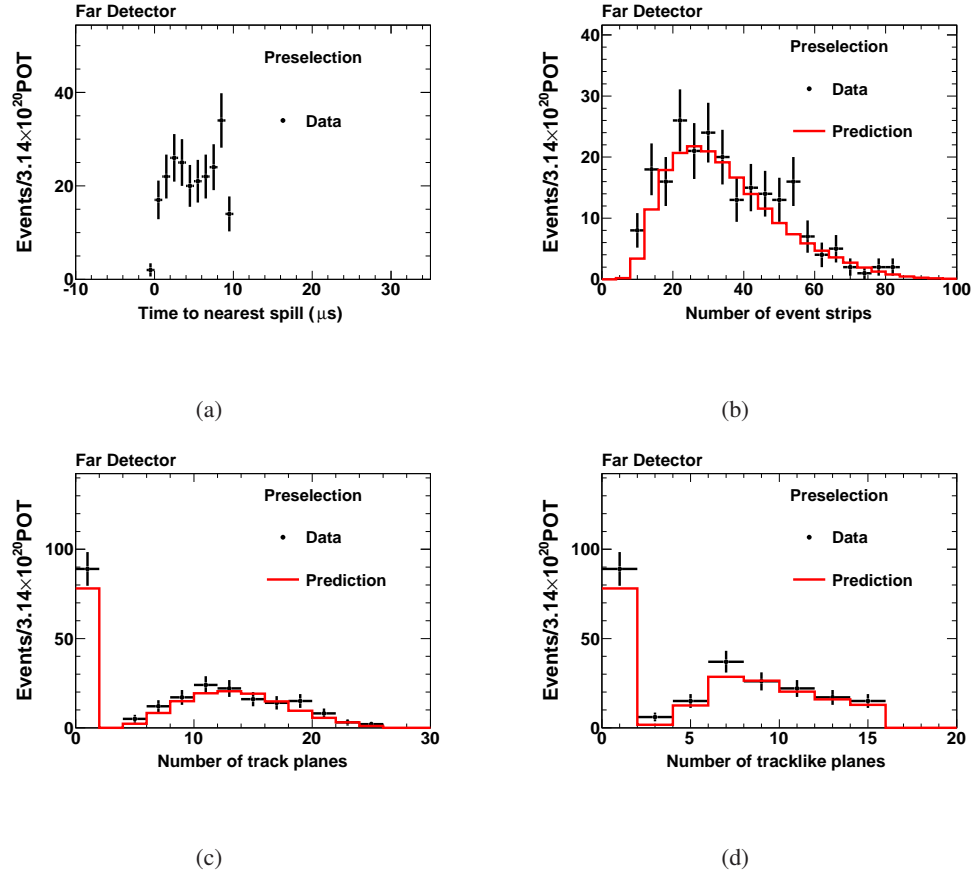 Far Detector
Preselection
Data
Events/3.14×10²⁰POT
0
20
40
-10
0
10
20
30
Time to nearest spill (μs)
(a)
Far Detector
Preselection
Data
Prediction
Events/3.14×10²⁰POT
0
10
20
30
40
0
20
40
60
80
100
Number of event strips
(b)
Far Detector
Preselection
Data
Prediction
Events/3.14×10²⁰POT
0
50
100
0
10
20
30
Number of track planes
(c)
Far Detector
Preselection
Data
Prediction
Events/3.14×10²⁰POT
0
50
100
0
5
10
15
20
Number of tracklike planes
(d)